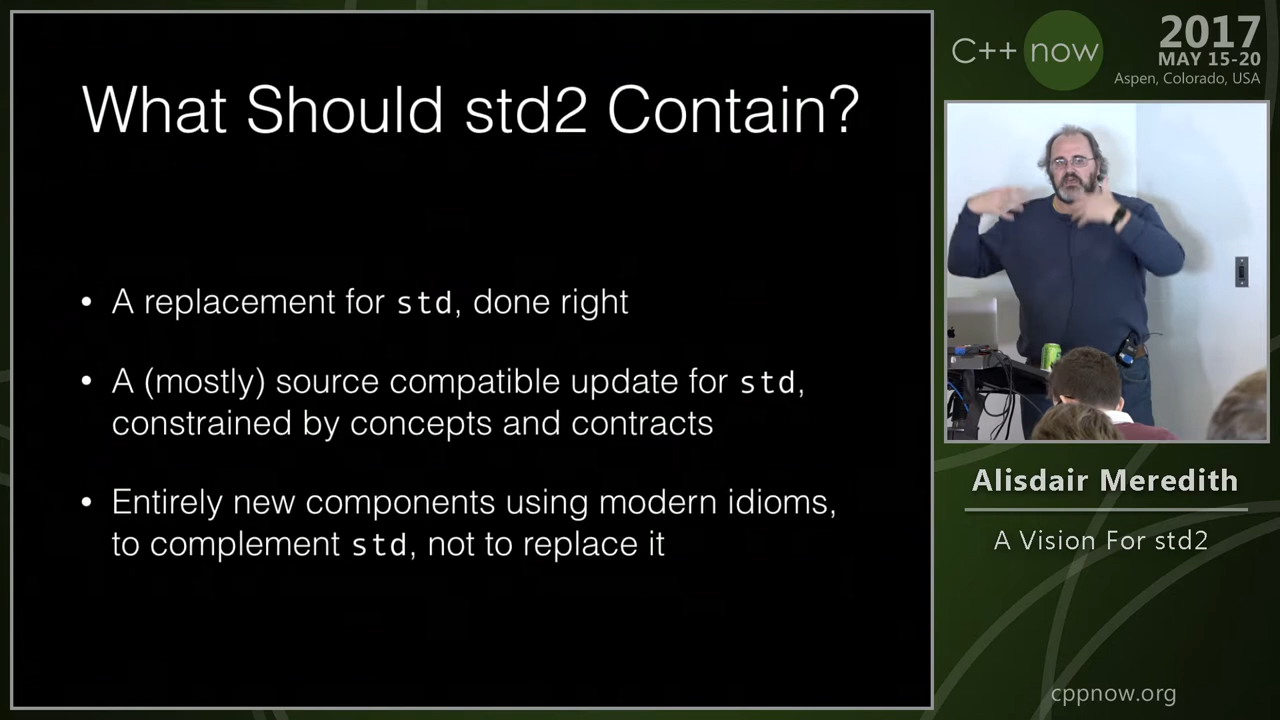 What Should std2 Contain?
• A replacement for std, done right
• A (mostly) source compatible update for std,
constrained by concepts and contracts
• Entirely new components using modern idioms,
to complement std, not to replace it
C++ now
2017
MAY 15-20
Aspen, Colorado, USA
Alisdair Meredith
A Vision For std2
cppnow.org